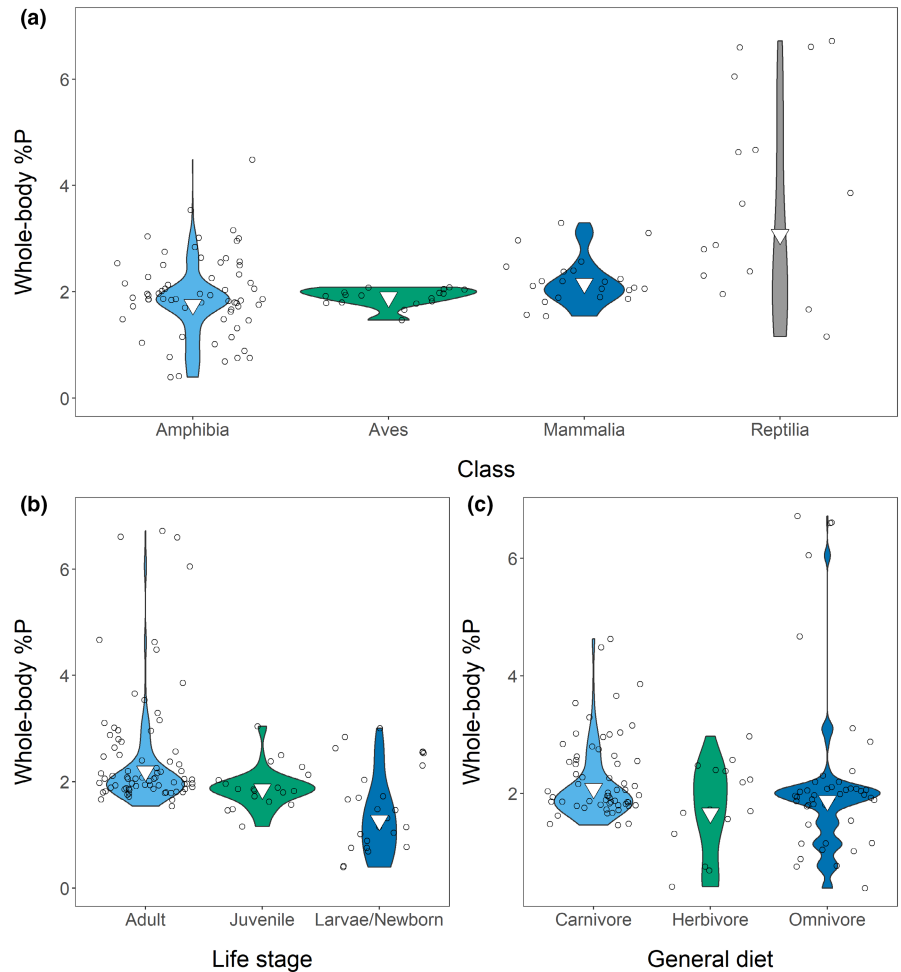 (a)
Whole-body %P
6
4
2
0
Amphibia Aves Mammalia Reptilia
Class
(b)
Whole-body %P
6
4
2
0
Adult Juvenile Larvae/Newborn
Life stage
(c)
Whole-body %P
6
4
2
Carnivore Herbivore Omnivore
General diet